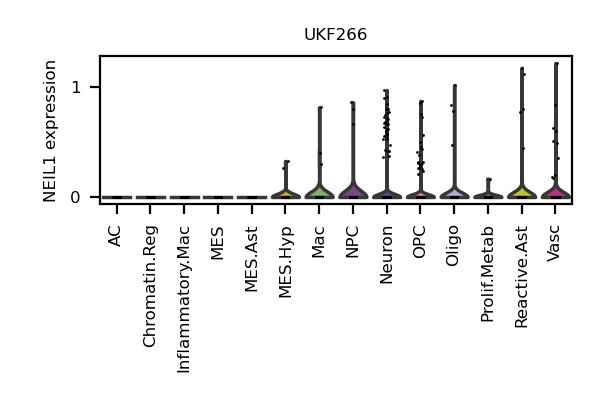 UKF266
NEIL1 expression
1
0
AC
Chromatin.Reg
Inflammatory.Mac
MES
MES.Ast
MES.Hyp
Mac
NPC
Neuron
OPC
Oligo
Prolif.Metab
Reactive.Ast
Vasc